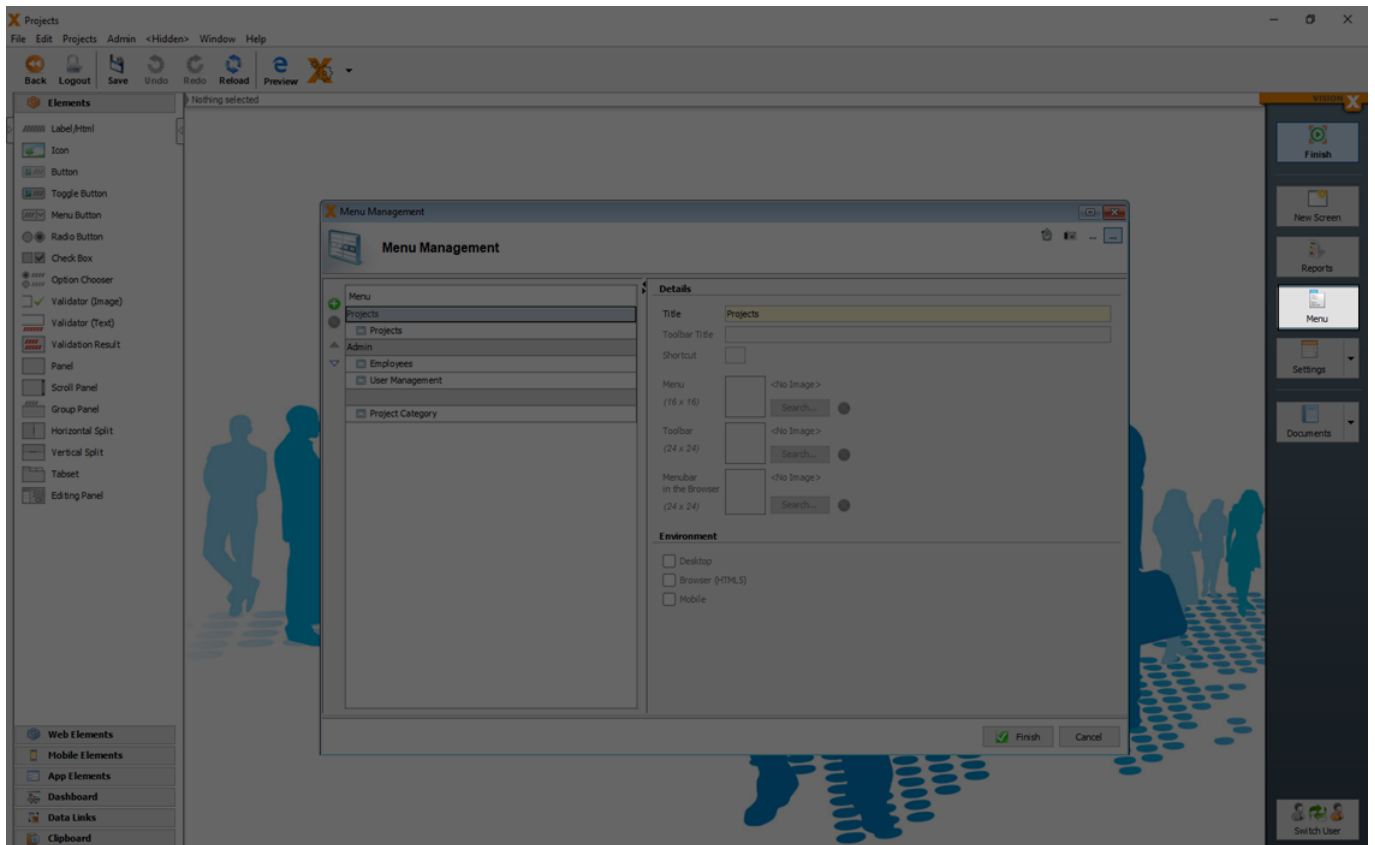 Projects
File Edit Projects Admin <Hidden> Window Help
Back Logout Save Undo Redo Reload Preview
Elements
Nothing selected
VISION X
Label/Html
Icon
Button
Toggle Button
Menu Button
Radio Button
Check Box
Option Chooser
Validator (Image)
Validator (Text)
Validation Result
Panel
Scroll Panel
Group Panel
Horizontal Split
Vertical Split
Tabset
Editing Panel
Web Elements
Mobile Elements
App Elements
Dashboard
Data Links
Clipboard
Menu Management
Menu Management
Menu
Projects
Projects
Admin
Employees
User Management
Project Category
Details
Title Projects
Toolbar Title
Shortcut
Menu <No Image>
(16 x 16) Search...
Toolbar <No Image>
(24 x 24) Search...
Menubar <No Image>
in the Browser
(24 x 24) Search...
Environment
Desktop
Browser (HTML5)
Mobile
Finish Cancel
Finish
New Screen
Reports
Menu
Settings
Documents
Switch User